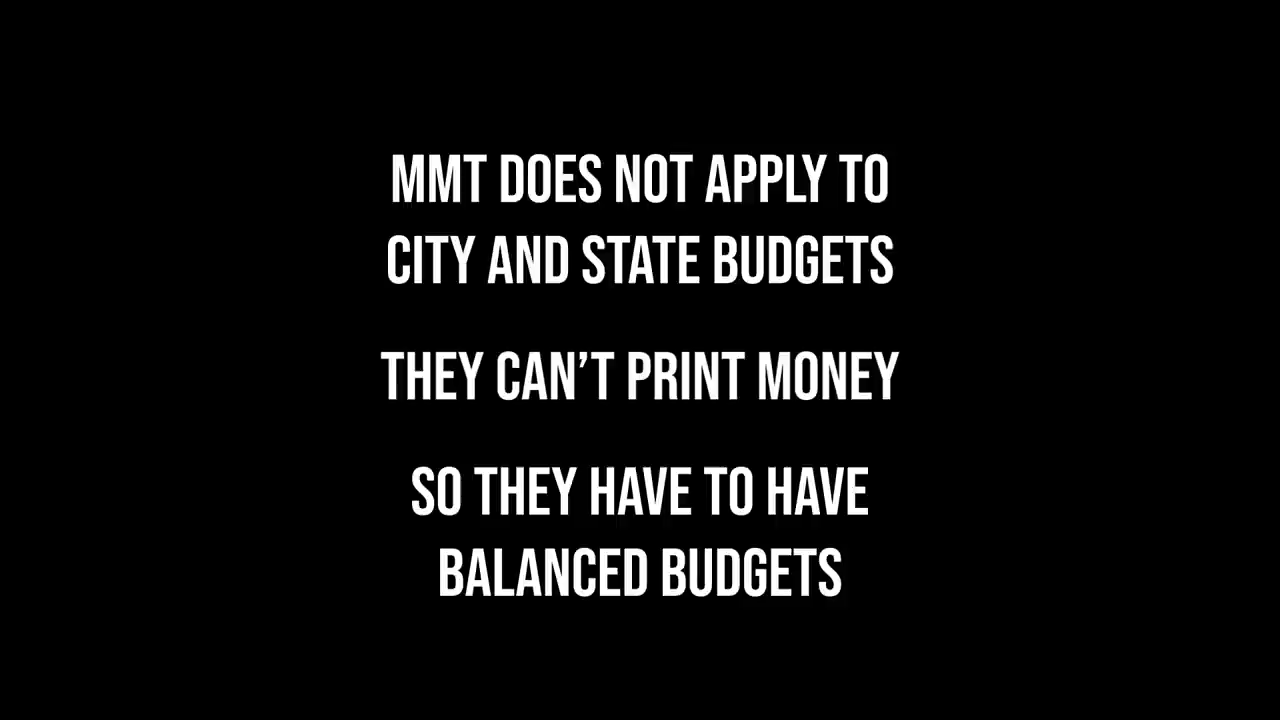 MMT DOES NOT APPLY TO
CITY AND STATE BUDGETS
THEY CAN’T PRINT MONEY
SO THEY HAVE TO HAVE
BALANCED BUDGETS